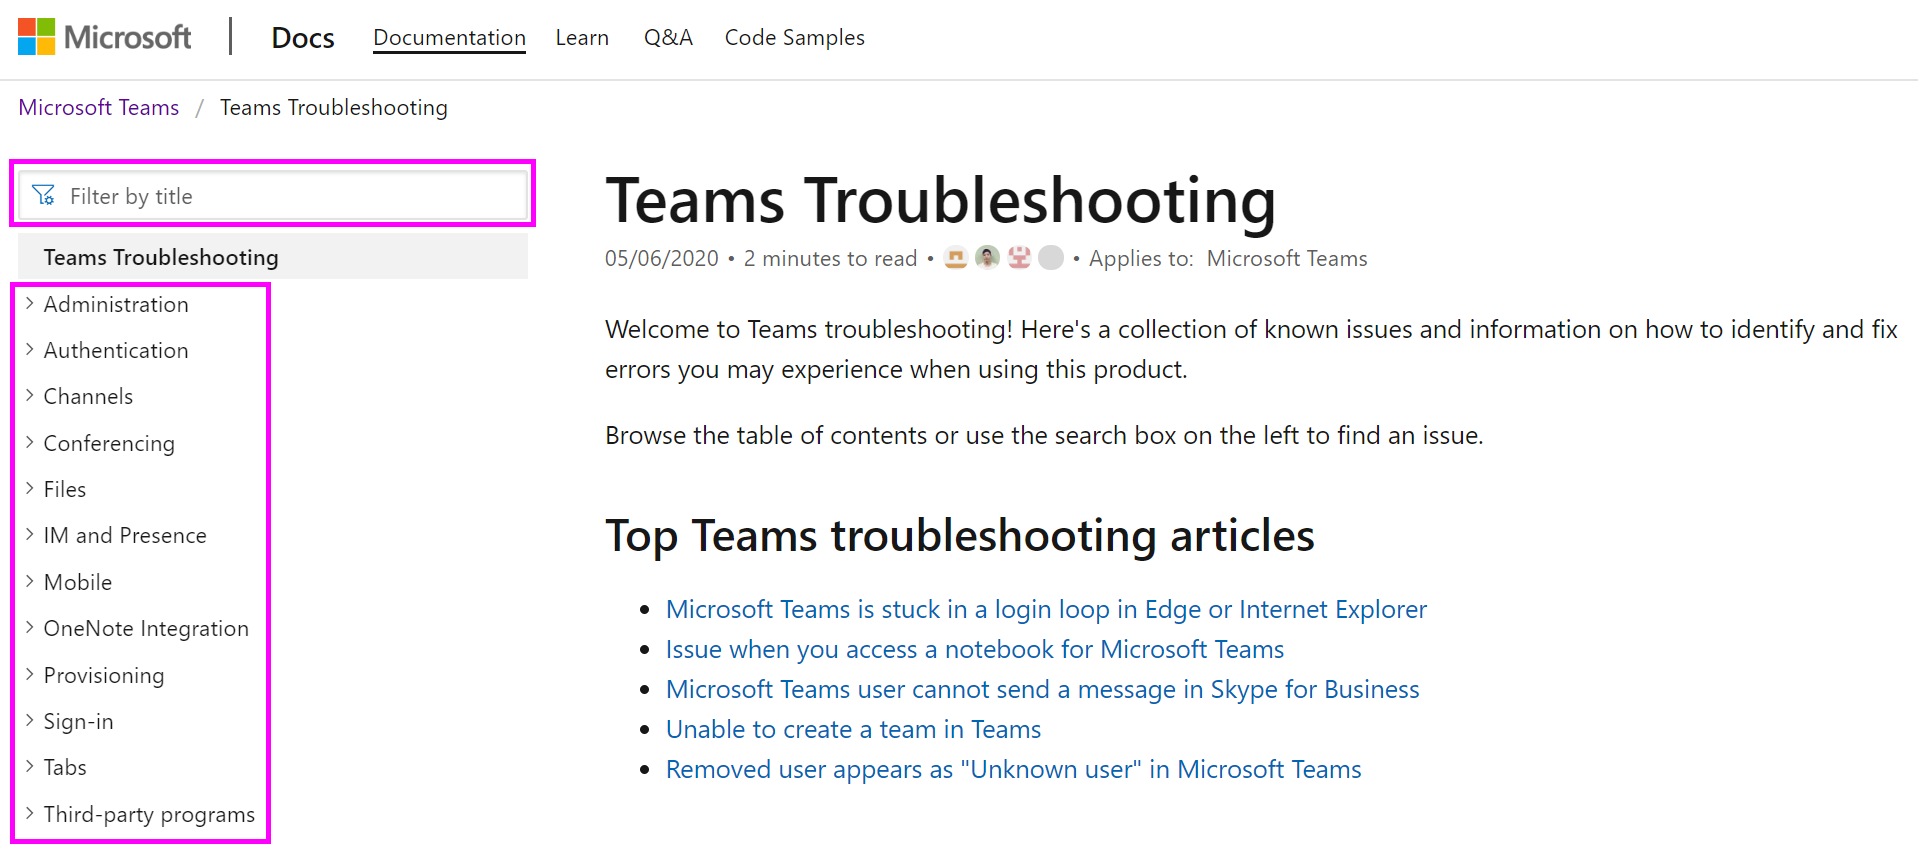 Microsoft | Docs Documentation Learn Q&A Code Samples
Microsoft Teams / Teams Troubleshooting
Filter by title
Teams Troubleshooting
Administration
Authentication
Channels
Conferencing
Files
IM and Presence
Mobile
OneNote Integration
Provisioning
Sign-in
Tabs
Third-party programs
Teams Troubleshooting
05/06/2020 • 2 minutes to read • • Applies to: Microsoft Teams
Welcome to Teams troubleshooting! Here's a collection of known issues and information on how to identify and fix
errors you may experience when using this product.
Browse the table of contents or use the search box on the left to find an issue.
Top Teams troubleshooting articles
• Microsoft Teams is stuck in a login loop in Edge or Internet Explorer
• Issue when you access a notebook for Microsoft Teams
• Microsoft Teams user cannot send a message in Skype for Business
• Unable to create a team in Teams
• Removed user appears as "Unknown user" in Microsoft Teams